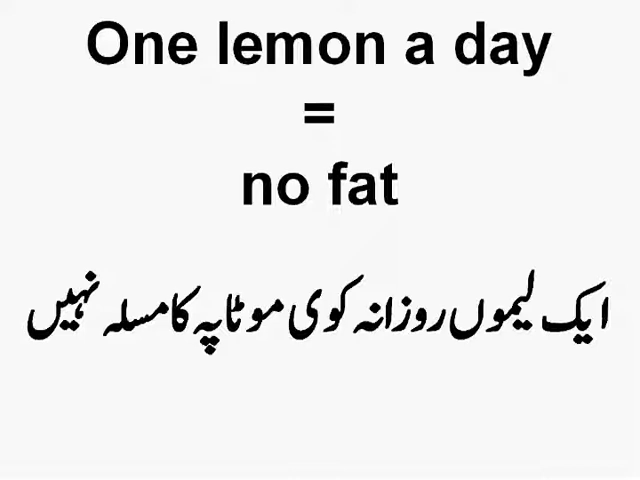 One lemon a day
=
no fat
ایک لیموں روزانہ کوی موٹاپہ کا مسلہ نہیں